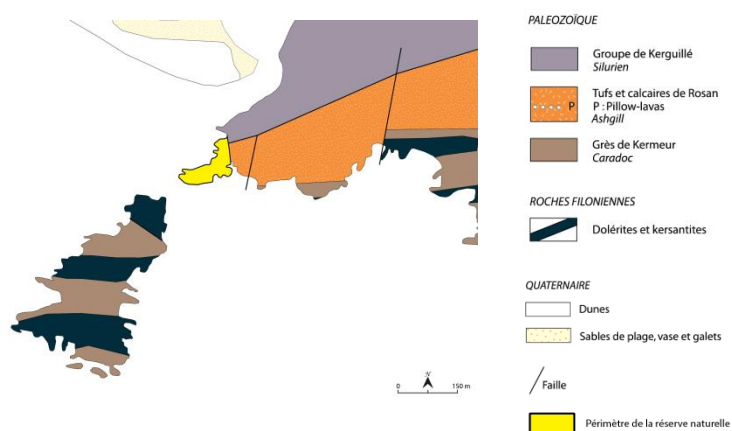 PALEOZOÏQUE
Groupe de Kerguillé
Silurien
Tufs et calcaires de Rosan
P P : Pillow-lavas
Ashgill
Grès de Kermeur
Caradoc
ROCHES FILONIENNES
Dolérites et kersantites
QUATERNAIRE
Dunes
Sables de plage, vase et galets
N
0 150 m
Faille
Périmètre de la réserve naturelle